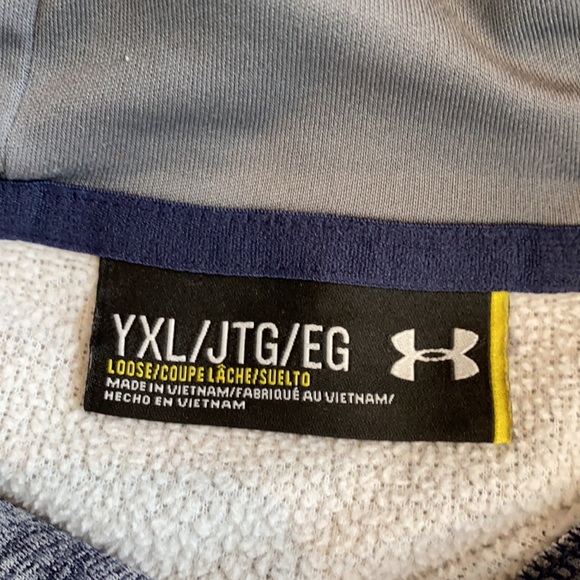 YXL/JTG/EG
LOOSE/COUPE LÂCHE/SUELTO
MADE IN VIETNAM/FABRIQUÉ AU VIETNAM/
HECHO EN VIETNAM